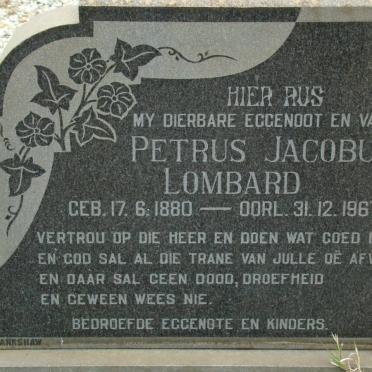 HIER RUS
MY DIERBARE EGGENOOT EN VA
PETRUS JACOBU
LOMBARD
GEB. 17. 6. 1880 — OORL. 31. 12. 196
VERTROU OP DIE HEER EN DOEN WAT GOED
EN GOD SAL AL DIE TRANE VAN JULLE OË AFV
EN DAAR SAL GEEN DOOD, DROEFHEID
EN GEWEEN WEES NIE.
BEDROEFDE EGGENOTE EN KINDERS.